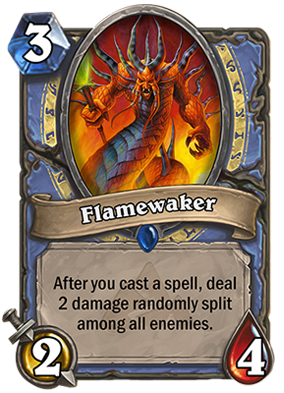 3
Flamewaker
After you cast a spell, deal
2 damage randomly split
among all enemies.
2
4